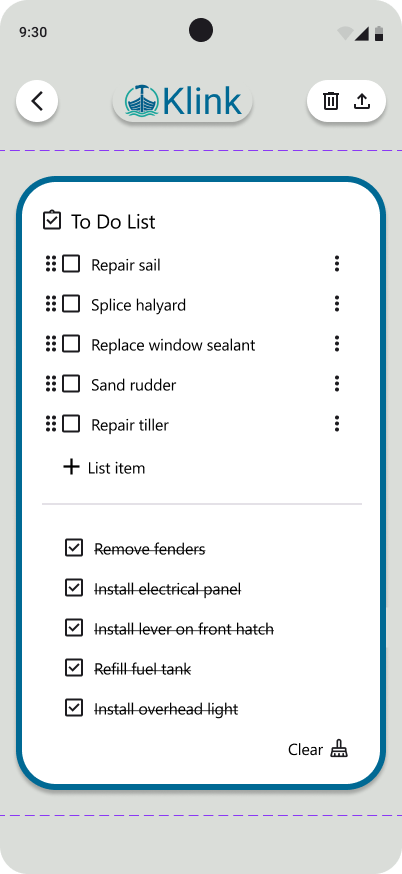 9:30
Klink
To Do List
Repair sail
Splice halyard
Replace window sealant
Sand rudder
Repair tiller
List item
Remove fenders
Install electrical panel
Install lever on front hatch
Refill fuel tank
Install overhead light
Clear